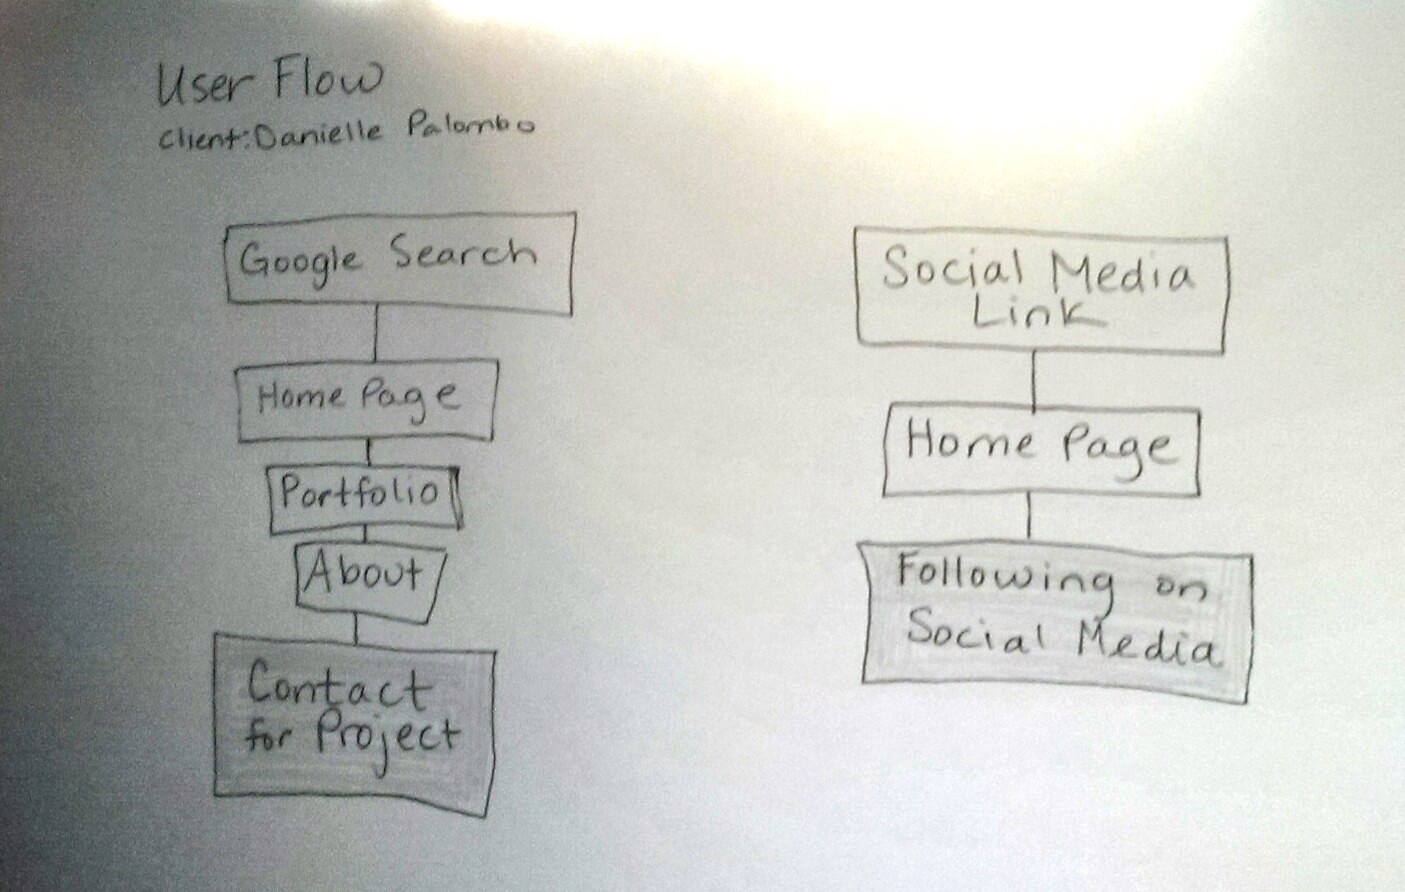 User Flow
Client:Danielle Palombo
Google Search
Home Page
Portfolio
About
Contact
for Project
Social Media
Link
Home Page
Following on
Social Media